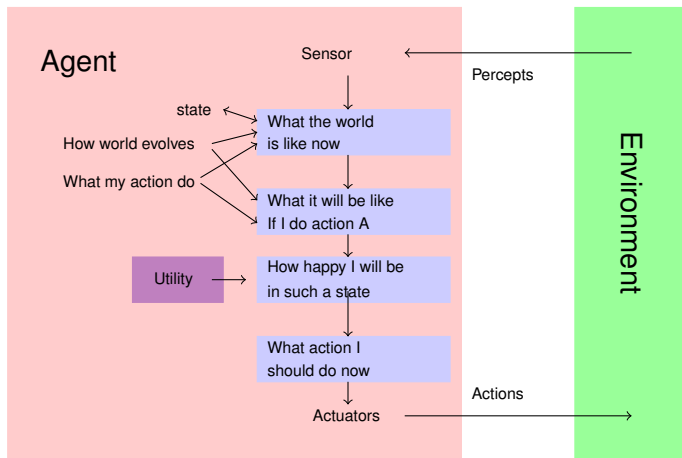 Agent
Sensor
Percepts
state
What the world
is like now
How world evolves
What my action do
What it will be like
If I do action A
Utility
How happy I will be
in such a state
What action I
should do now
Actuators
Actions
Environment